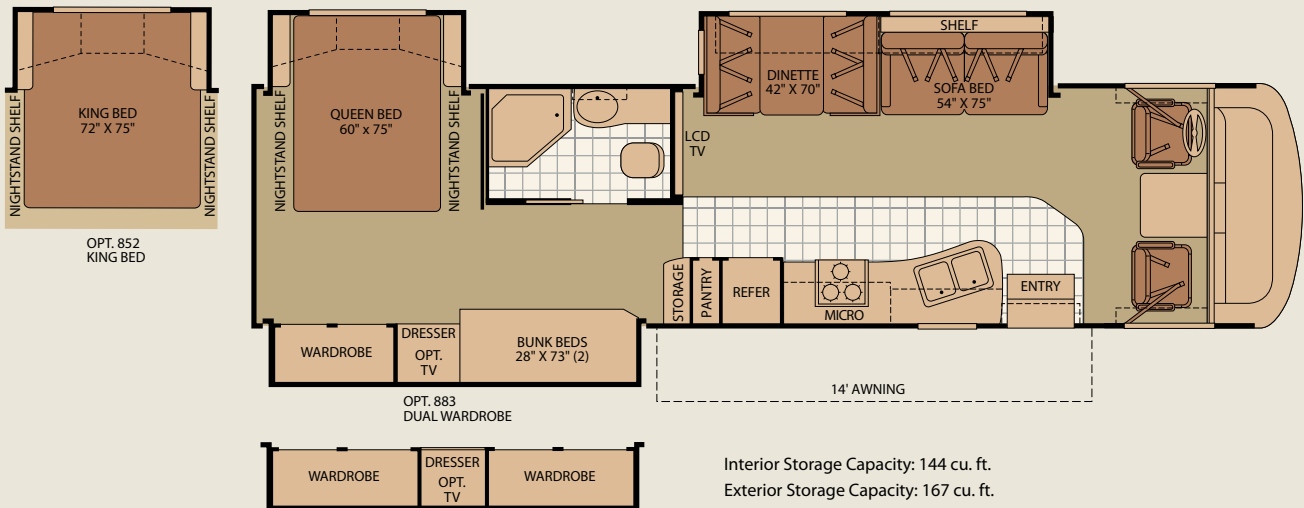 NIGHTSTAND SHELF
KING BED
72" X 75"
NIGHTSTAND SHELF
OPT. 852
KING BED
NIGHTSTAND SHELF
QUEEN BED
60" x 75"
NIGHTSTAND SHELF
LCD
TV
DINETTE
42" X 70"
SHELF
SOFA BED
54" X 75"
STORAGE
PANTRY
REFER
MICRO
ENTRY
WARDROBE
DRESSER
OPT.
TV
BUNK BEDS
28" X 73" (2)
14' AWNING
OPT. 883
DUAL WARDROBE
WARDROBE
DRESSER
OPT.
TV
WARDROBE
Interior Storage Capacity: 144 cu. ft.
Exterior Storage Capacity: 167 cu. ft.